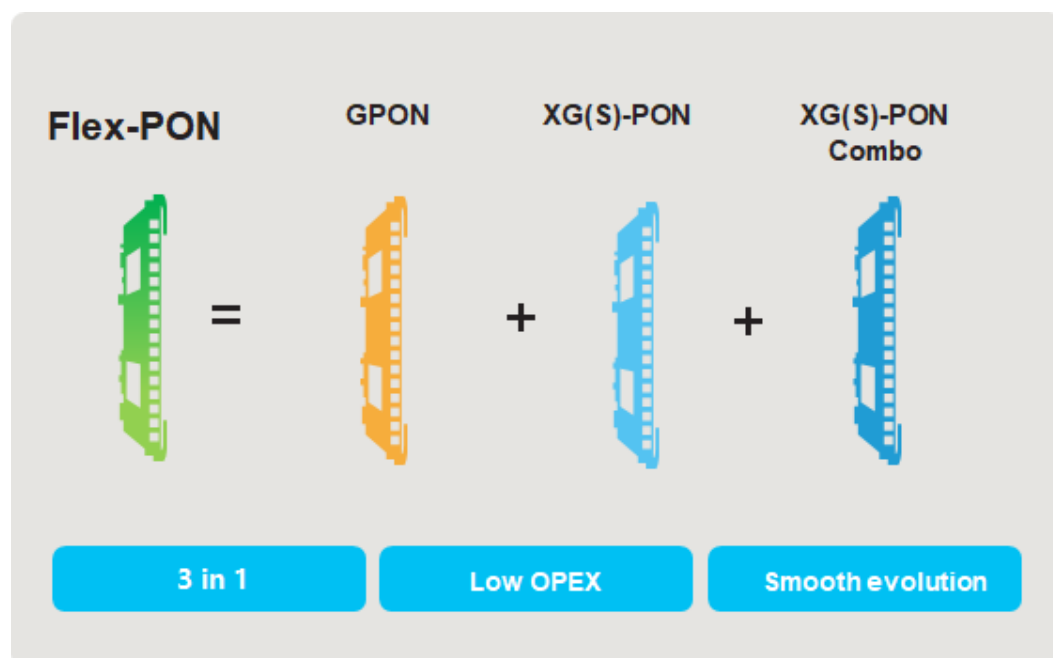 Flex-PON
GPON
XG(S)-PON
XG(S)-PON
Combo
=
+
+
3 in 1
Low OPEX
Smooth evolution